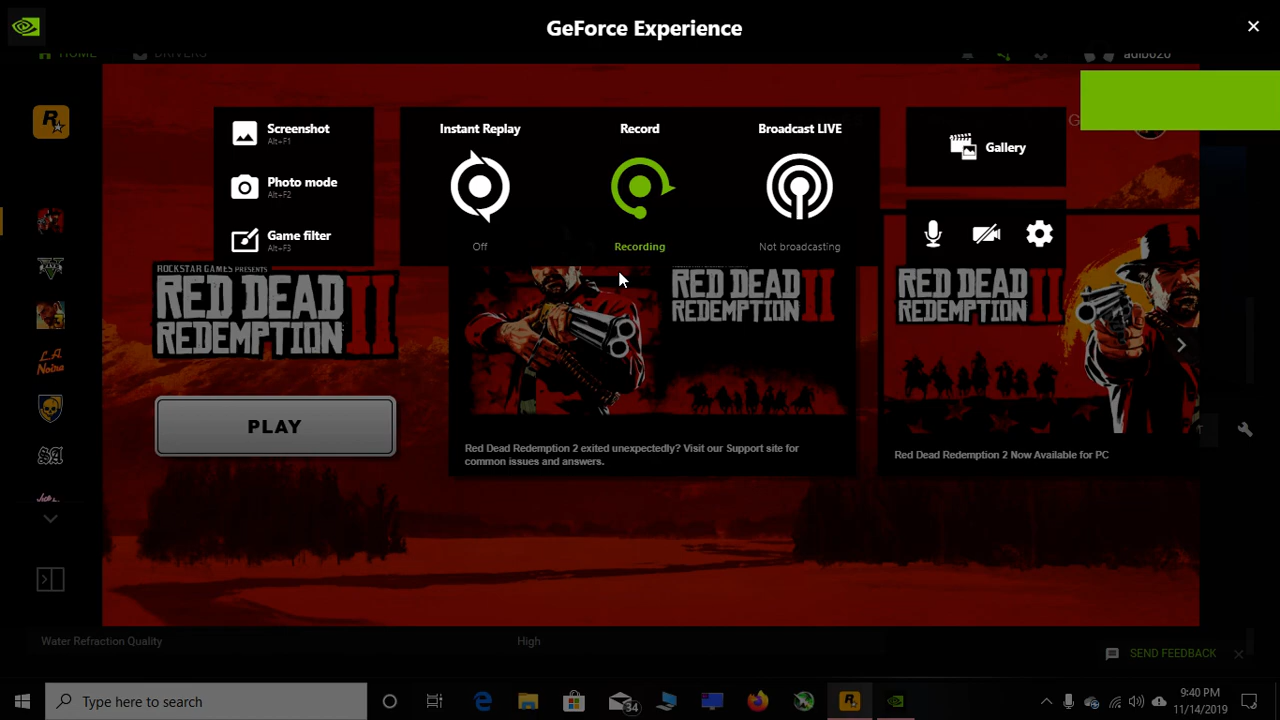 GeForce Experience
HOME
DRIVERS
adib626
Screenshot
Alt+F1
Photo mode
Alt+F2
Game filter
Alt+F3
Instant Replay
Off
Record
Recording
Broadcast LIVE
Not broadcasting
Gallery
ROCKSTAR GAMES PRESENTS
RED DEAD
REDEMPTION II
PLAY
RED DEAD
REDEMPTION II
Red Dead Redemption 2 exited unexpectedly? Visit our Support site for
common issues and answers.
RED DEAD
REDEMPTION II
Red Dead Redemption 2 Now Available for PC
L.A.
Noire
SA
Water Refraction Quality
High
SEND FEEDBACK
Type here to search
34
9:40 PM
11/14/2019